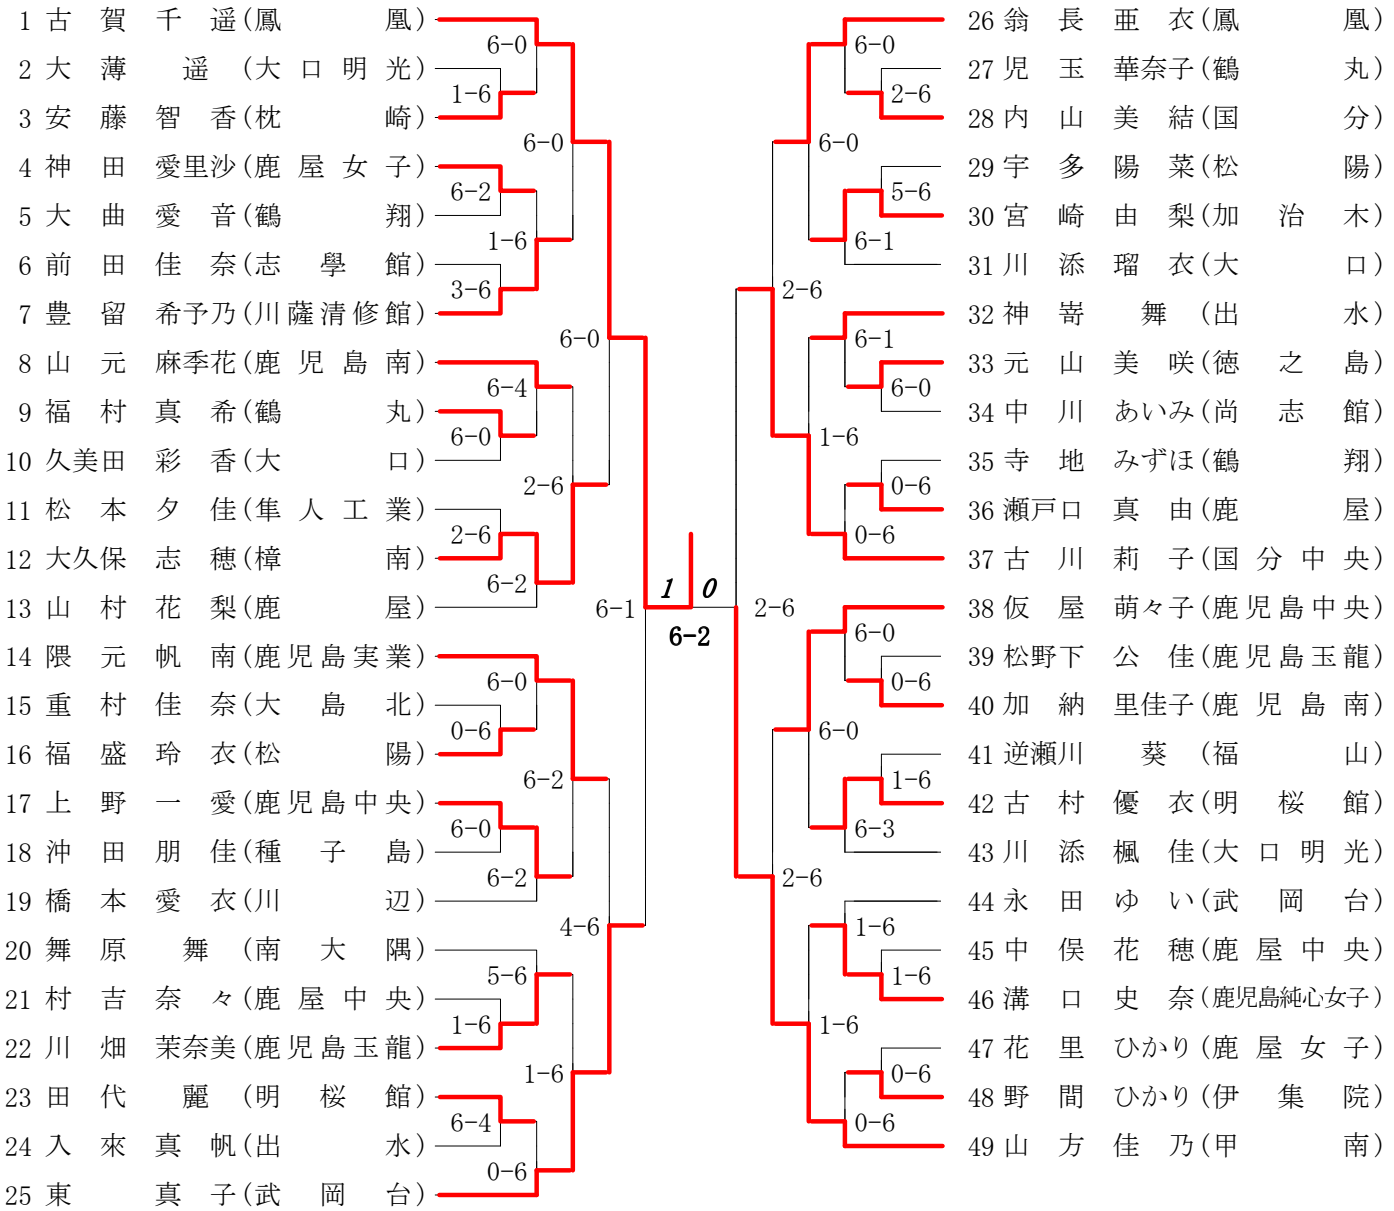 1 古賀 千遥(鳳凰)
2 大薄 遥(大口明光)
3 安藤 智香(枕崎)
4 神田 愛里沙(鹿屋女子)
5 大曲 愛音(鶴翔)
6 前田 佳奈(志學館)
7 豊留 希予乃(川薩清修館)
8 山元 麻季花(鹿児島南)
9 福村 真希(鶴丸)
10 久美田 彩香(大口)
11 松本 夕佳(隼人工業)
12 大久保 志穂(樟南)
13 山村 花梨(鹿屋)
14 隈元 帆南(鹿児島実業)
15 重村 佳奈(大島北)
16 福盛 玲衣(松陽)
17 上野 一愛(鹿児島中央)
18 沖田 朋佳(種子島)
19 橋本 愛衣(川辺)
20 舞原 舞(南大隅)
21 村吉 奈々(鹿屋中央)
22 川畑 茉奈美(鹿児島玉龍)
23 田代 麗(明桜館)
24 入來 真帆(出水)
25 東 真子(武岡台)
6-0
1-6
6-0
6-2
1-6
3-6
6-0
6-4
6-0
2-6
2-6
6-2
6-1
6-0
0-6
6-2
6-0
6-2
4-6
5-6
1-6
1-6
6-4
0-6
1 0
6-2
6-0
2-6
6-0
5-6
6-1
2-6
6-1
6-0
1-6
0-6
0-6
2-6
6-0
0-6
6-0
1-6
6-3
2-6
1-6
1-6
1-6
0-6
0-6
26 翁長 亜衣(鳳凰)
27 児玉 華奈子(鶴丸)
28 内山 美結(国分)
29 宇多 陽菜(松陽)
30 宮崎 由梨(加治木)
31 川添 瑠衣(大口)
32 神嵜 舞(出水)
33 元山 美咲(徳之島)
34 中川 あいみ(尚志館)
35 寺地 みずほ(鶴翔)
36 瀬戸口 真由(鹿屋)
37 古川 莉子(国分中央)
38 仮屋 萌々子(鹿児島中央)
39 松野下 公佳(鹿児島玉龍)
40 加納 里佳子(鹿児島南)
41 逆瀬川 葵(福山)
42 古村 優衣(明桜館)
43 川添 楓佳(大口明光)
44 永田 ゆい(武岡台)
45 中俣 花穂(鹿屋中央)
46 溝口 史奈(鹿児島純心女子)
47 花里 ひかり(鹿屋女子)
48 野間 ひかり(伊集院)
49 山方 佳乃(甲南)